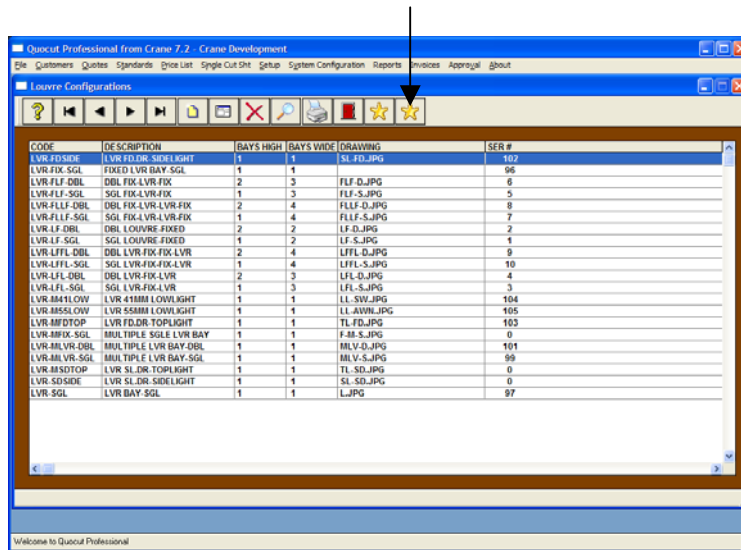 Quocut Professional from Crane 7.2 - Crane Development
File Customers Quotes Standards Price List Single Cut Sht Setup System Configuration Reports Invoices Approval About
Louvre Configurations
CODE DESCRIPTION BAYS HIGH BAYS WIDE DRAWING SER #
LVR-FDSIDE LVR FD.DR-SIDELIGHT 1 1 SL-FD.JPG 102
LVR-FIX-SGL FIXED LVR BAY-SGL 1 1 96
LVR-FLF-DBL DBL FIX-LVR-FIX 2 3 FLF-D.JPG 6
LVR-FLF-SGL SGL FIX-LVR-FIX 1 3 FLF-S.JPG 5
LVR-FLLF-DBL DBL FIX-LVR-LVR-FIX 2 4 FLLF-D.JPG 8
LVR-FLLF-SGL SGL FIX-LVR-LVR-FIX 1 4 FLLF-S.JPG 7
LVR-LF-DBL DBL LOUVRE-FIXED 2 2 LF-D.JPG 2
LVR-LF-SGL SGL LOUVRE-FIXED 1 2 LF-S.JPG 1
LVR-LFFL-DBL DBL LVR-FIX-FIX-LVR 2 4 LFFL-D.JPG 9
LVR-LFFL-SGL SGL LVR-FIX-FIX-LVR 1 4 LFFL-S.JPG 10
LVR-LFL-DBL DBL LVR-FIX-LVR 2 3 LFL-D.JPG 4
LVR-LFL-SGL SGL LVR-FIX-LVR 1 3 LFL-S.JPG 3
LVR-M41LOW LVR 41MM LOWLIGHT 1 1 LL-SW.JPG 104
LVR-M55LOW LVR 55MM LOWLIGHT 1 1 LL-AWN.JPG 105
LVR-MFDTOP LVR FD.DR-TOPLIGHT 1 1 TL-FD.JPG 103
LVR-MFIX-SGL MULTIPLE SGLE LVR BAY 1 1 F-M-S.JPG 0
LVR-MLVR-DBL MULTIPLE LVR BAY-DBL 1 1 MLV-D.JPG 101
LVR-MLVR-SGL MULTIPLE LVR BAY-SGL 1 1 MLV-S.JPG 99
LVR-MSDTOP LVR SL.DR-TOPLIGHT 1 1 TL-SD.JPG 0
LVR-SDSIDE LVR SL.DR-SIDELIGHT 1 1 SL-SD.JPG 0
LVR-SGL LVR BAY-SGL 1 1 L.JPG 97
Welcome to Quocut Professional